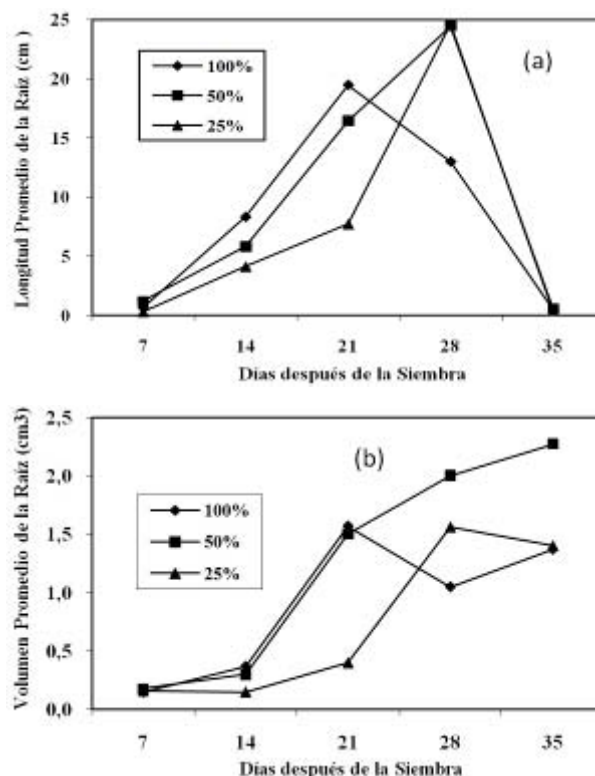 25
(a)
100%
20
50%
25%
15
10
5
0
7 14 21 28 35
Longitud Promedio de la Raíz (cm )
Días después de la Siembra
2,5
(b)
2,0
100%
50%
1,5
25%
1,0
0,5
0,0
7 14 21 28 35
Volumen Promedio de la Raíz (cm3)
Días después de la Siembra